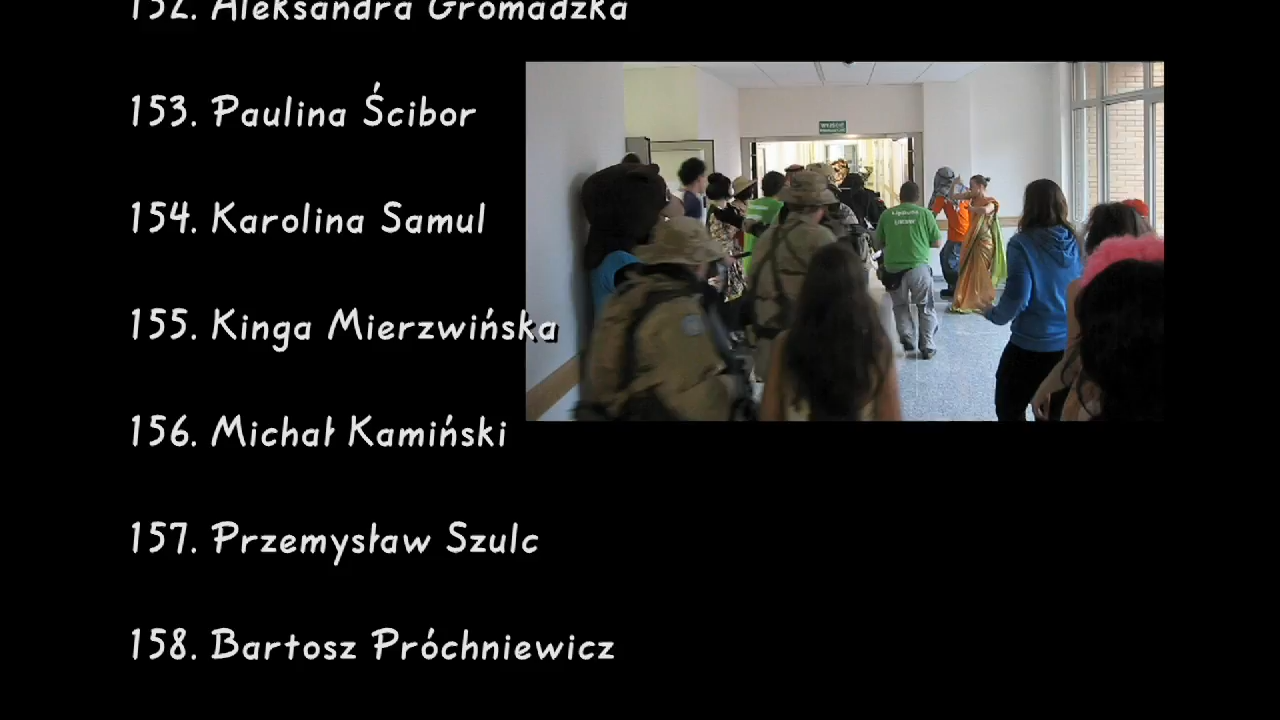 152. Aleksandra Gromadzka
153. Paulina Ścibor
154. Karolina Samul
155. Kinga Mierzwińska
156. Michał Kamiński
157. Przemysław Szulc
158. Bartosz Próchniewicz